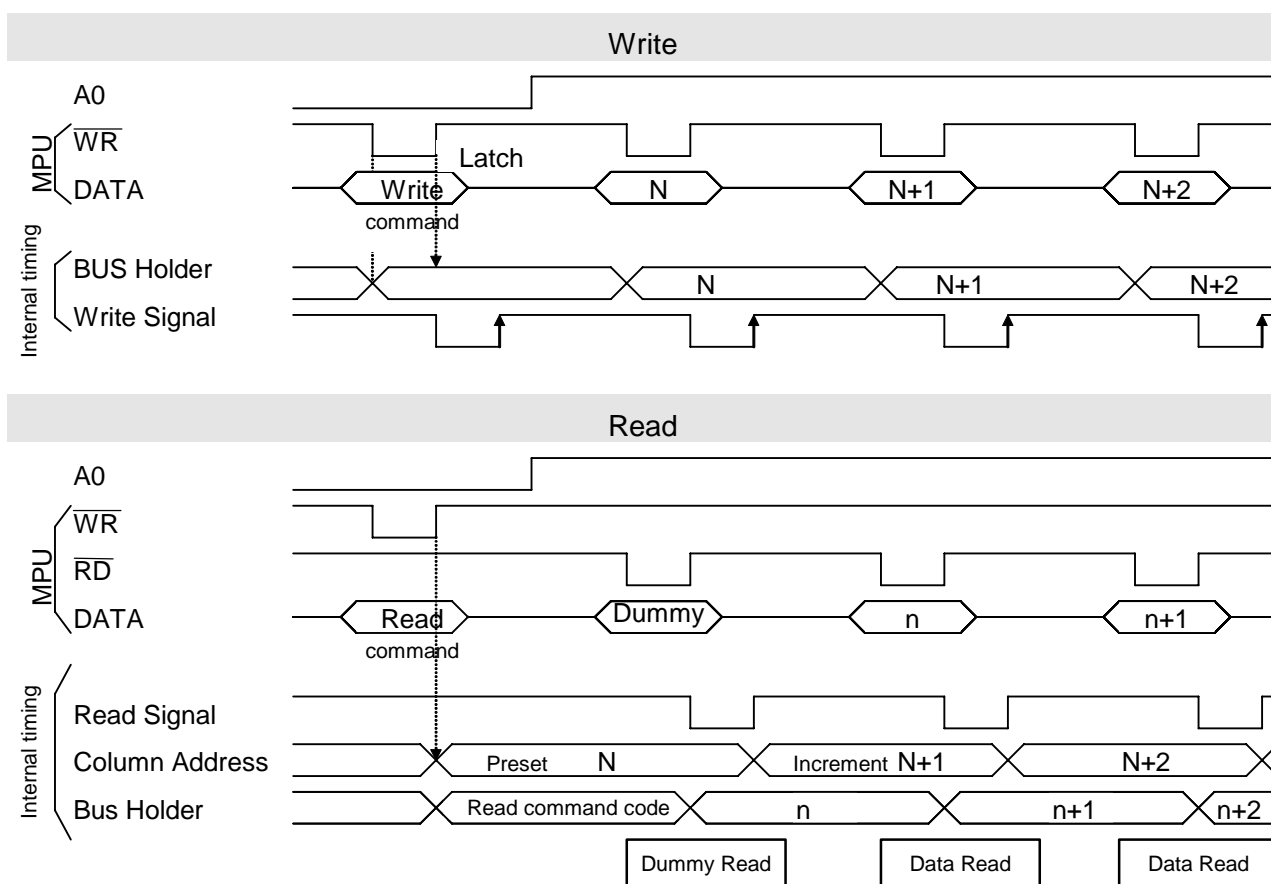 Write
A0
MPU
WR
Latch
DATA
Write
N
N+1
N+2
command
Internal timing
BUS Holder
N
N+1
N+2
Write Signal
Read
A0
MPU
WR
RD
DATA
Read
Dummy
n
n+1
command
Internal timing
Read Signal
Column Address
Preset N
Increment N+1
N+2
Bus Holder
Read command code
n
n+1
n+2
Dummy Read
Data Read
Data Read